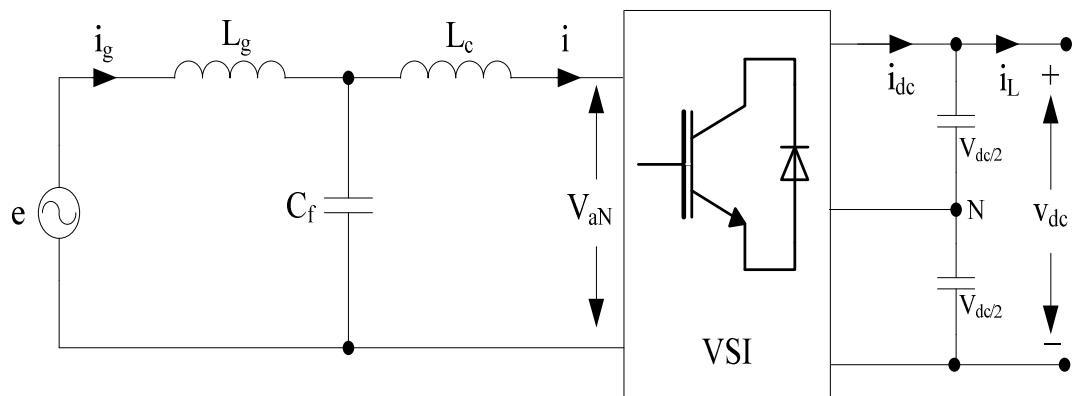 i_g
L_g
L_c
i
e
C_f
V_aN
VSI
i_dc
i_L
+
V_dc/2
N
v_dc
V_dc/2
−